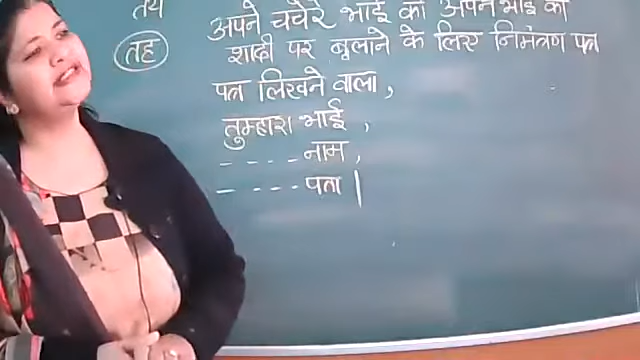 तय
तह
अपने चचेरे भाई को अपने भाई की
शादी पर बुलाने के लिए निमंत्रण पत्र
पत्र लिखने वाला,
तुम्हारा भाई,
- - - - नाम,
- - - - पता।